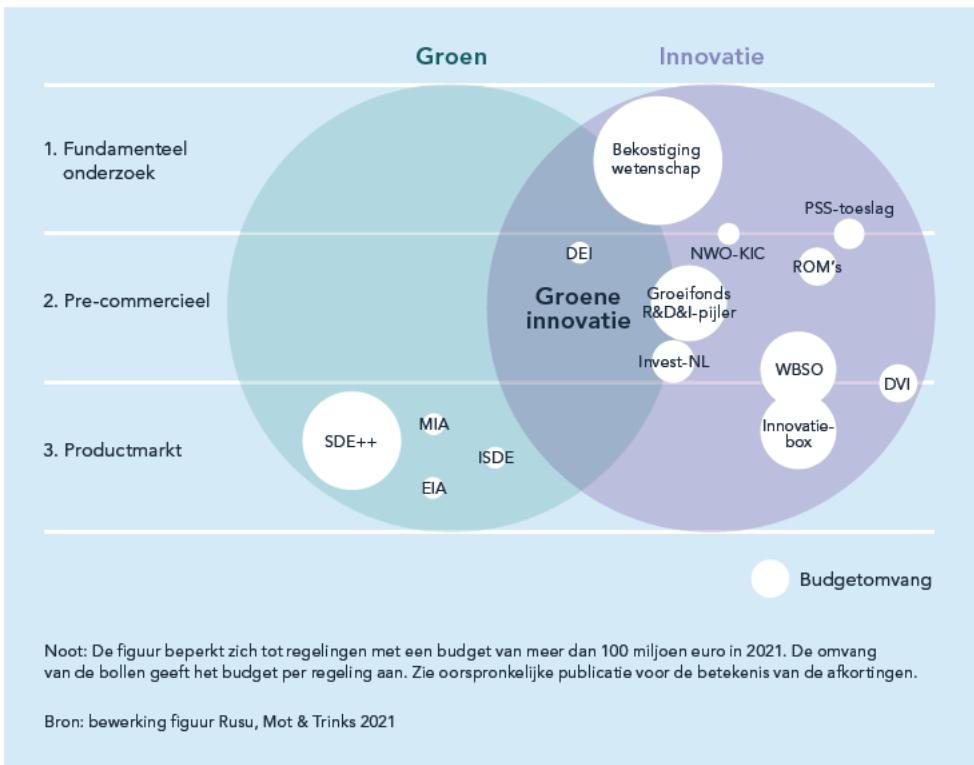 Groen
Innovatie
1. Fundamenteel
onderzoek
Bekostiging
wetenschap
PSS-toeslag
NWO-KIC
DEI
ROM's
2. Pre-commercieel
Groene
innovatie
Groeifonds
R&D&I-pijler
Invest-NL
WBSO
DVI
3. Productmarkt
SDE++
MIA
ISDE
EIA
Innovatie-
box
Budgetomvang
Noot: De figuur beperkt zich tot regelingen met een budget van meer dan 100 miljoen euro in 2021. De omvang
van de bollen geeft het budget per regeling aan. Zie oorspronkelijke publicatie voor de betekenis van de afkortingen.
Bron: bewerking figuur Rusu, Mot & Trinks 2021